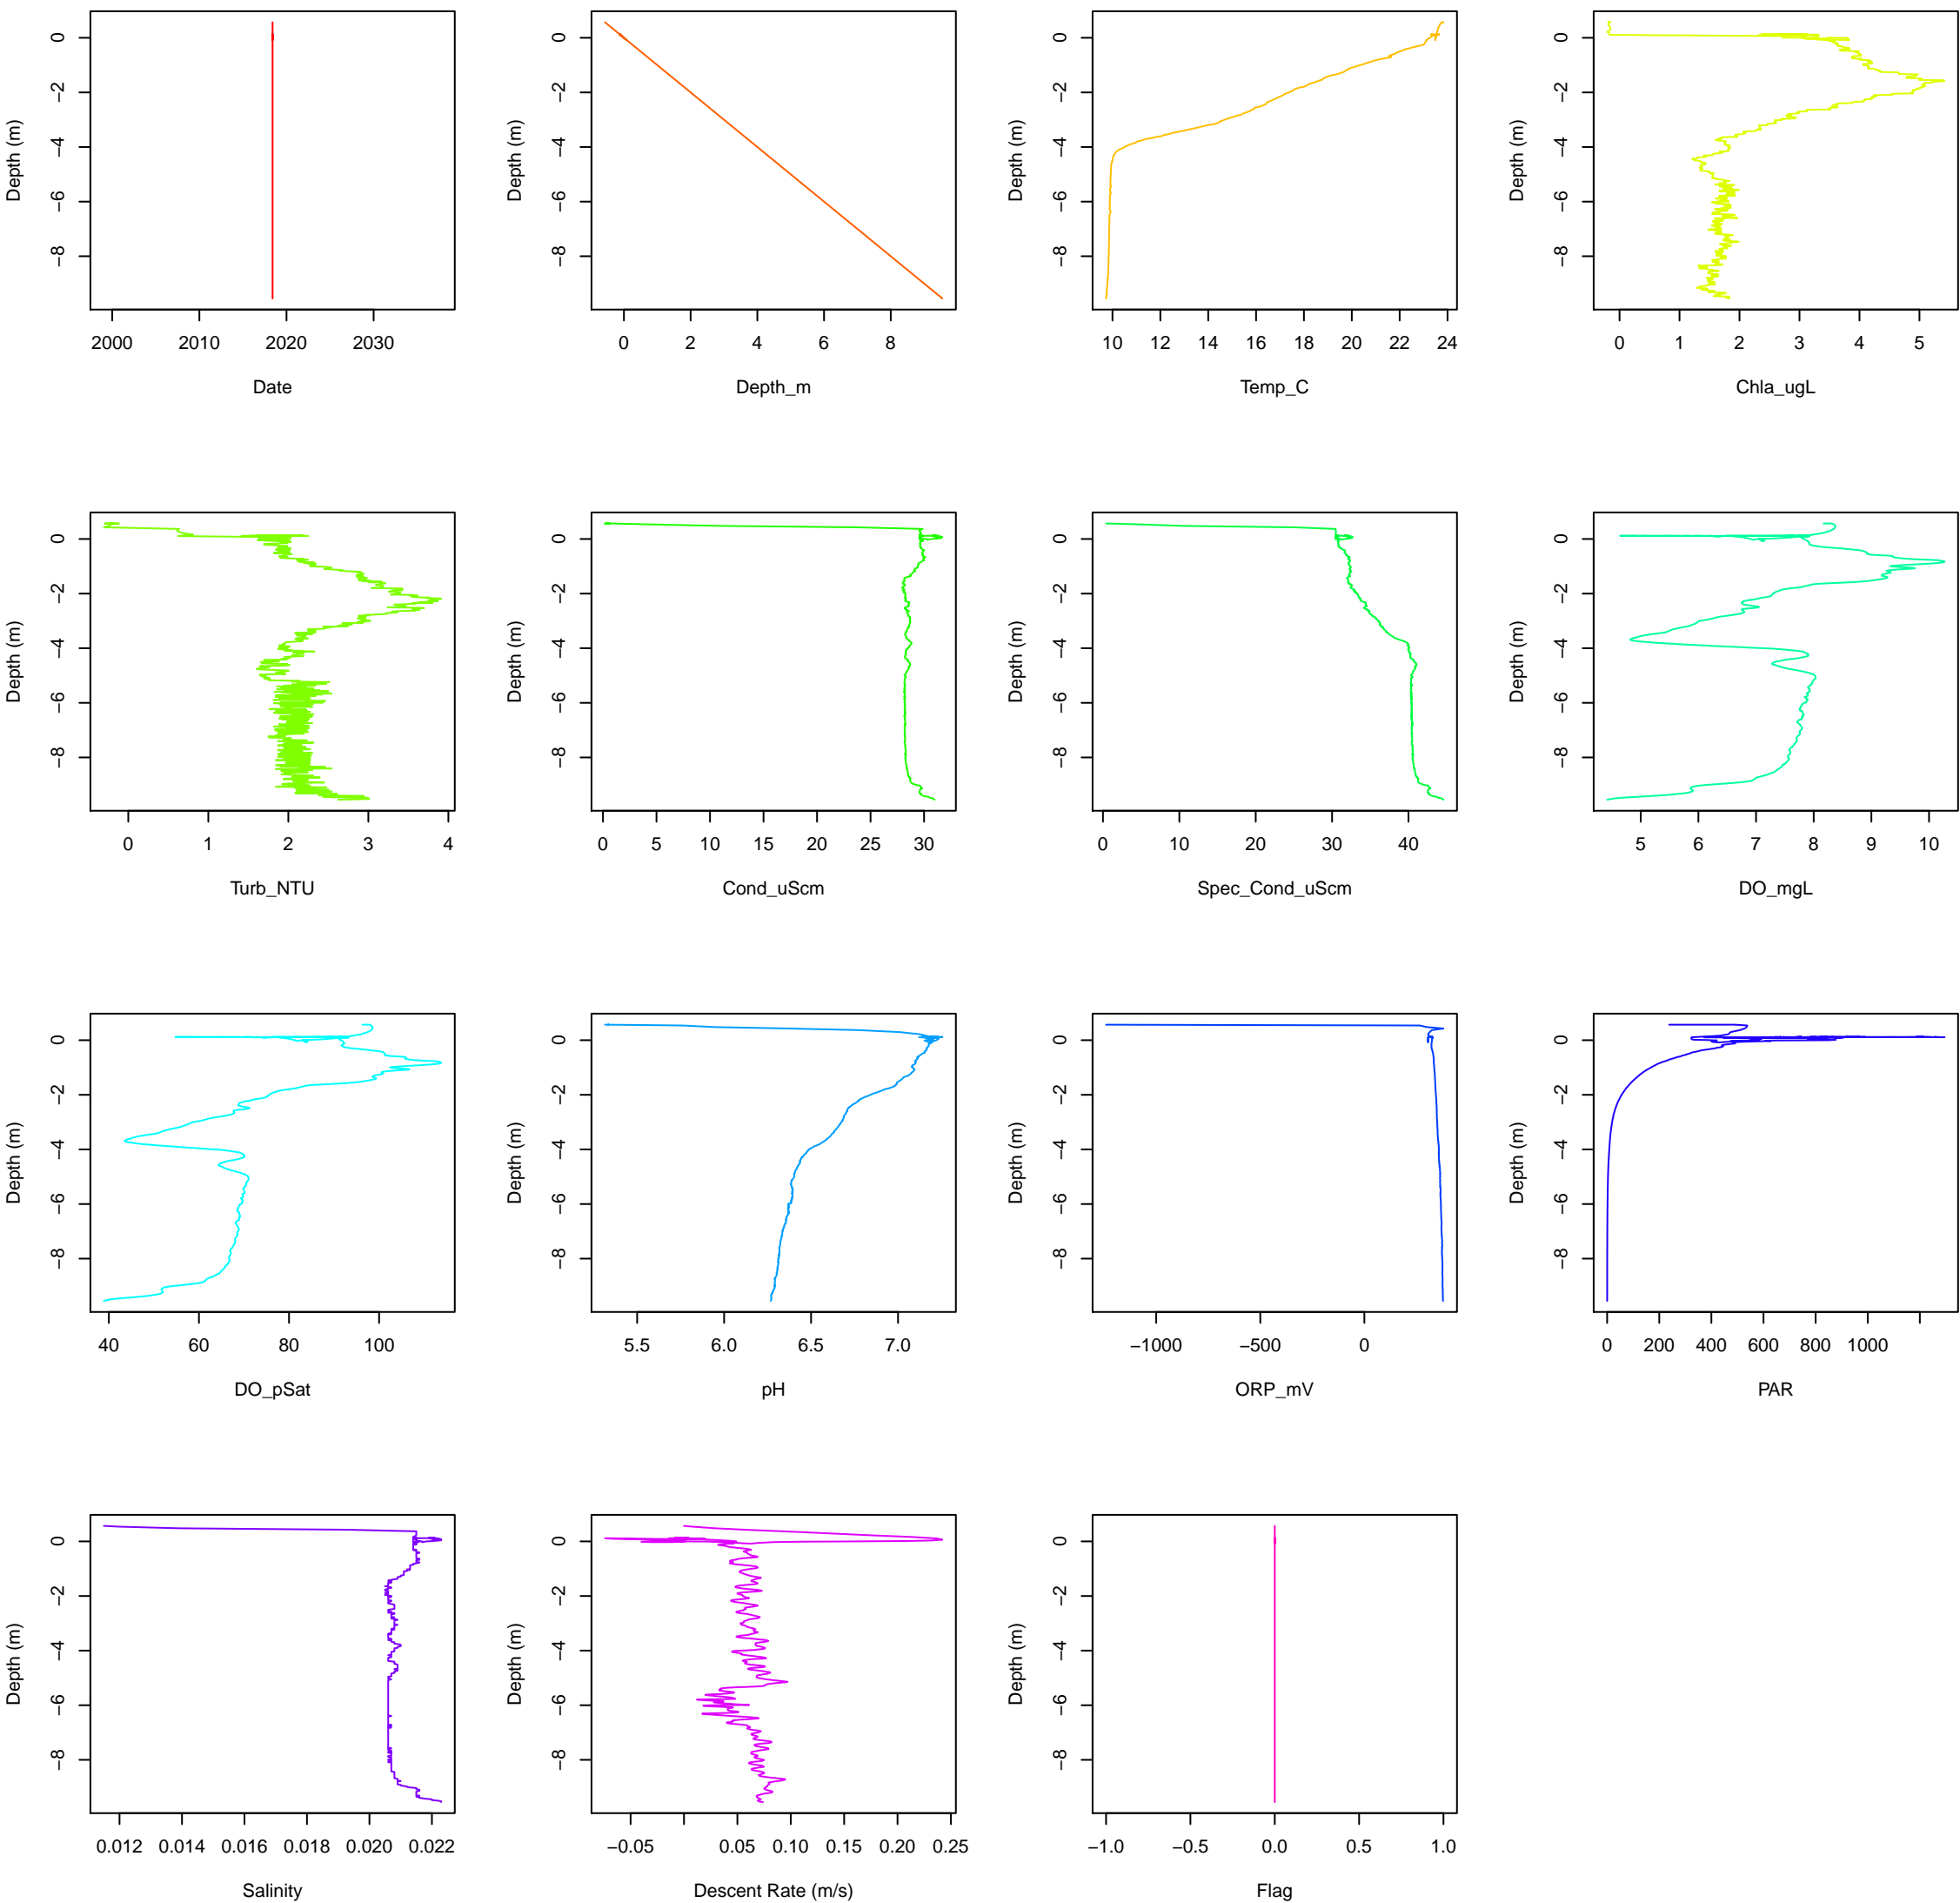 0
−2
−4
−6
−8
Depth (m)
2000 2010 2020 2030
Date
0
−2
−4
−6
−8
Depth (m)
0 2 4 6 8
Depth_m
0
−2
−4
−6
−8
Depth (m)
10 12 14 16 18 20 22 24
Temp_C
0
−2
−4
−6
−8
Depth (m)
0 1 2 3 4 5
Chla_ugL
0
−2
−4
−6
−8
Depth (m)
0 1 2 3 4
Turb_NTU
0
−2
−4
−6
−8
Depth (m)
0 5 10 15 20 25 30
Cond_uScm
0
−2
−4
−6
−8
Depth (m)
0 10 20 30 40
Spec_Cond_uScm
0
−2
−4
−6
−8
Depth (m)
5 6 7 8 9 10
DO_mgL
0
−2
−4
−6
−8
Depth (m)
40 60 80 100
DO_pSat
0
−2
−4
−6
−8
Depth (m)
5.5 6.0 6.5 7.0
pH
0
−2
−4
−6
−8
Depth (m)
−1000 −500 0
ORP_mV
0
−2
−4
−6
−8
Depth (m)
0 200 400 600 800 1000
PAR
0
−2
−4
−6
−8
Depth (m)
0.012 0.014 0.016 0.018 0.020 0.022
Salinity
0
−2
−4
−6
−8
Depth (m)
−0.05 0.05 0.10 0.15 0.20 0.25
Descent Rate (m/s)
0
−2
−4
−6
−8
Depth (m)
−1.0 −0.5 0.0 0.5 1.0
Flag